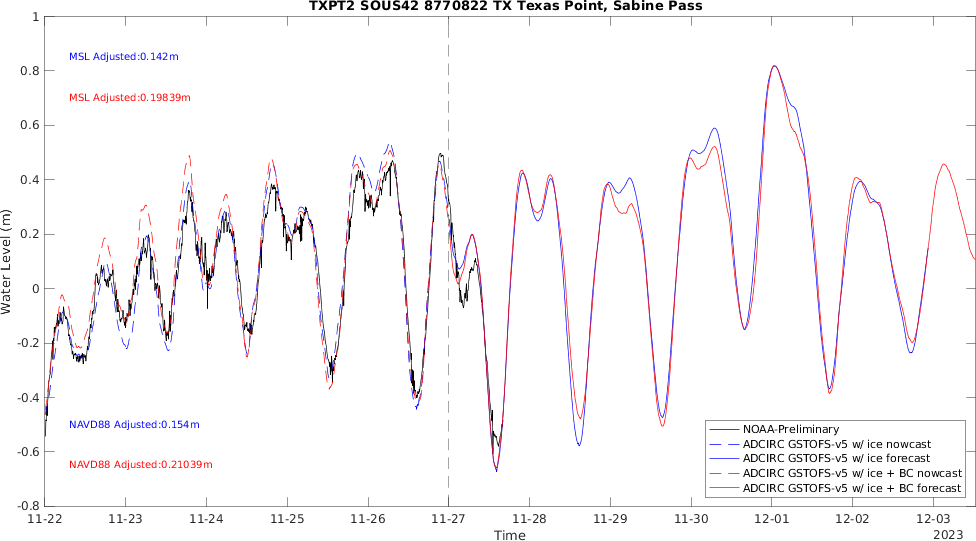 TXPT2 SOUS42 8770822 TX Texas Point, Sabine Pass
1
0.8
0.6
0.4
0.2
0
-0.2
-0.4
-0.6
-0.8
Water Level (m)
MSL Adjusted:0.142m
MSL Adjusted:0.19839m
NAVD88 Adjusted:0.154m
NAVD88 Adjusted:0.21039m
NOAA-Preliminary
ADCIRC GSTOFS-v5 w/ ice nowcast
ADCIRC GSTOFS-v5 w/ ice forecast
ADCIRC GSTOFS-v5 w/ ice + BC nowcast
ADCIRC GSTOFS-v5 w/ ice + BC forecast
11-22 11-23 11-24 11-25 11-26 11-27 11-28 11-29 11-30 12-01 12-02 12-03
Time
2023